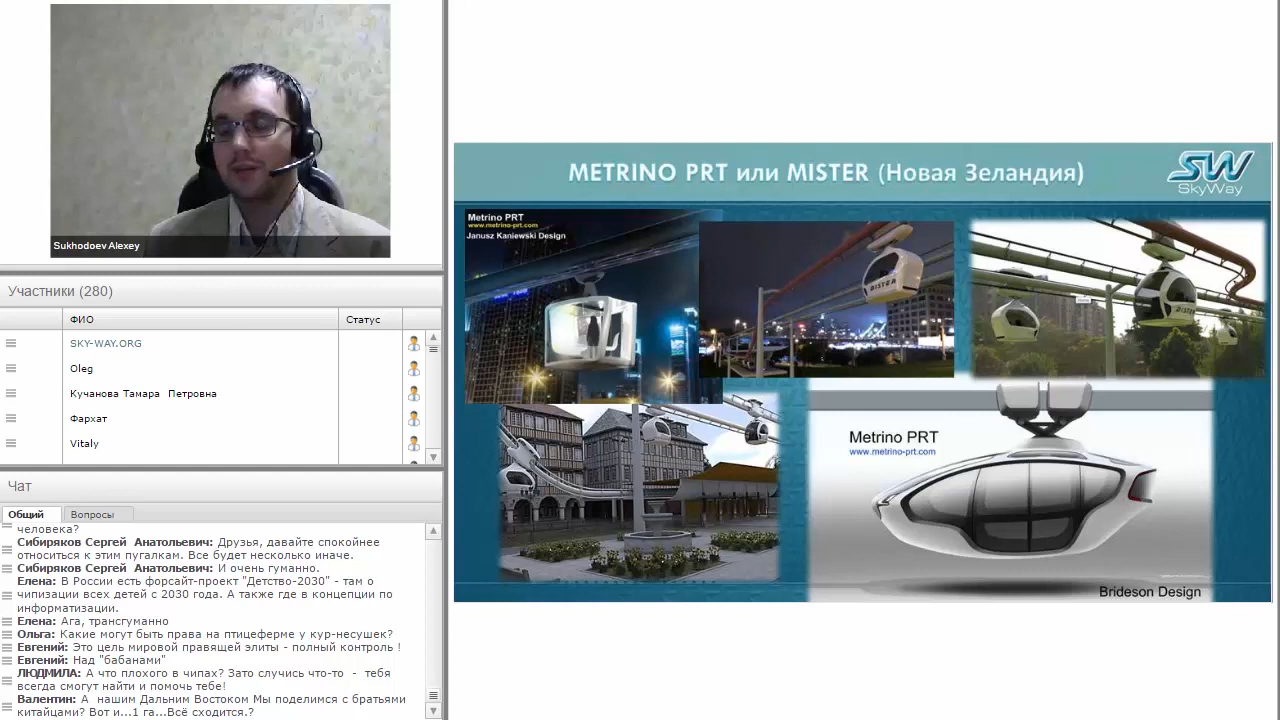 Sukhodoev Alexey
Участники (280)
ФИО
Статус
SKY-WAY.ORG
Oleg
Кучанова Тамара Петровна
Фархат
Vitaly
Чат
Общий
Вопросы
человека?
Сибиряков Сергей Анатольевич: Друзья, давайте спокойнее
относиться к этим пугалкам. Все будет несколько иначе.
Сибиряков Сергей Анатольевич: И очень гуманно.
Елена: В России есть форсайт-проект "Детство-2030" - там о
чипизации всех детей с 2030 года. А также где в концепции по
информатизации.
Елена: Ага, трансгуманно
Ольга: Какие могут быть права на птицеферме у кур-несушек?
Евгений: Это цель мировой правящей элиты - полный контроль !
Евгений: Над "бабанами"
ЛЮДМИЛА: А что плохого в чипах? Зато случись что-то - тебя
всегда смогут найти и помочь тебе!
Валентин: А нашим Дальним Востоком Мы поделимся с братьями
китайцами? Вот и...1 га...Всё сходится.?
METRINO PRT или MISTER (Новая Зеландия)
SW
SkyWay
Metrino PRT
www.metrino-prt.com
Janusz Kaniewski Design
MISTER
MISTER
Metrino PRT
www.metrino-prt.com
Brideson Design